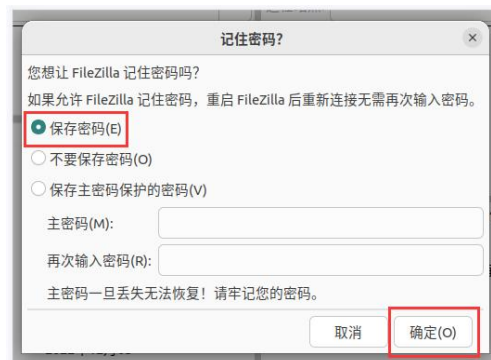 记住密码?
您想让 FileZilla 记住密码吗?
如果允许 FileZilla 记住密码，重启 FileZilla 后重新连接无需再次输入密码。
保存密码(E)
不要保存密码(O)
保存主密码保护的密码(V)
主密码(M):
再次输入密码(R):
主密码一旦丢失无法恢复！请牢记您的密码。
取消
确定(O)